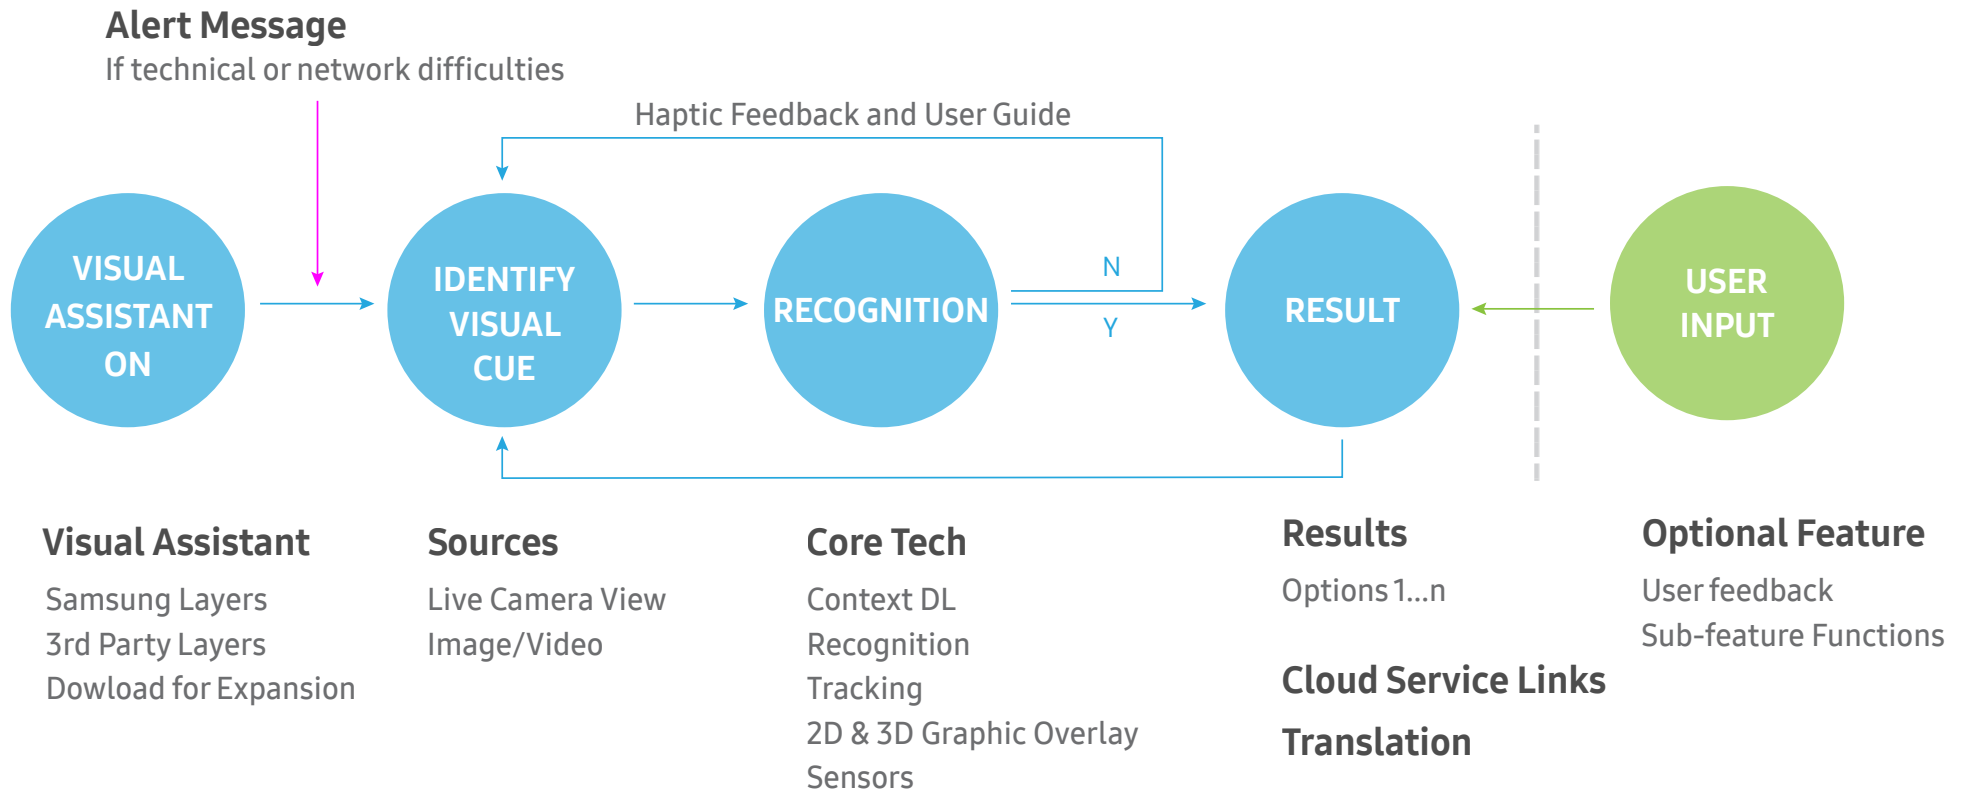 Alert Message
If technical or network difficulties
Haptic Feedback and User Guide
VISUAL
ASSISTANT
ON
IDENTIFY
VISUAL
CUE
RECOGNITION
N
Y
RESULT
USER
INPUT
Visual Assistant
Samsung Layers
3rd Party Layers
Dowload for Expansion
Sources
Live Camera View
Image/Video
Core Tech
Context DL
Recognition
Tracking
2D & 3D Graphic Overlay
Sensors
Results
Options 1...n
Cloud Service Links
Translation
Optional Feature
User feedback
Sub-feature Functions